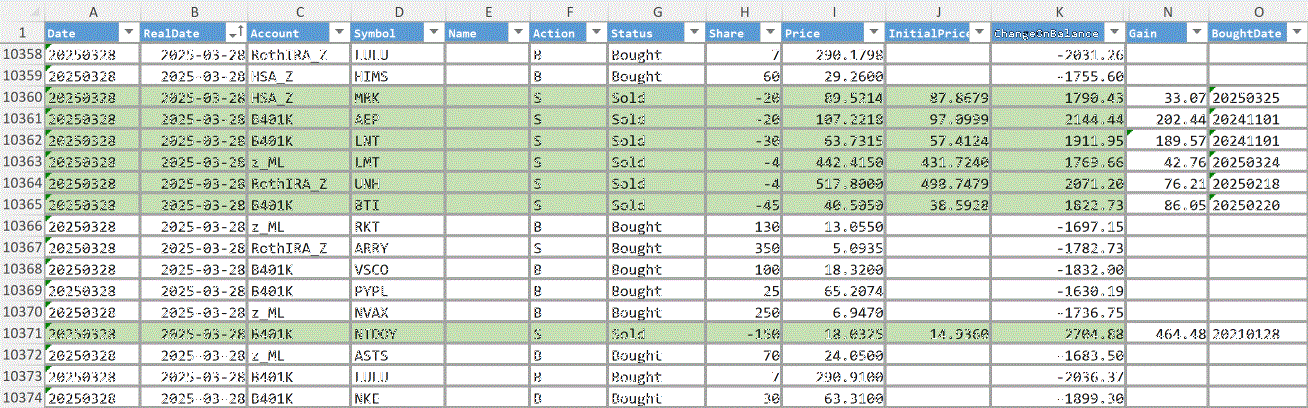 A B C D E F G H I J K N O
1 Date RealDate Account Symbol Name Action Status Share Price InitialPrice ChangeInBalance Gain BoughtDate
10358 20250328 2025-03-28 RothIRA_Z LULU B Bought 7 290.1798 -2031.26
10359 20250328 2025-03-28 HSA_Z HIMS B Bought 60 29.2600 -1755.60
10360 20250328 2025-03-28 HSA_Z MRK S Sold -20 89.5214 87.8679 1790.43 33.07 20250325
10361 20250328 2025-03-28 B401K AEP S Sold -20 107.2218 97.0999 2144.44 202.44 20241101
10362 20250328 2025-03-28 B401K LNT S Sold -30 63.7315 57.4124 1911.95 189.57 20241101
10363 20250328 2025-03-28 z_ML LMT S Sold -4 442.4150 431.7240 1769.66 42.76 20250324
10364 20250328 2025-03-28 RothIRA_Z UNH S Sold -4 517.8000 498.7479 2071.20 76.21 20250218
10365 20250328 2025-03-28 B401K BTI S Sold -45 40.5050 38.5928 1822.73 86.05 20250220
10366 20250328 2025-03-28 z_ML RKT B Bought 130 13.0550 -1697.15
10367 20250328 2025-03-28 RothIRA_Z ARRY S Bought 350 5.0935 -1782.73
10368 20250328 2025-03-28 B401K VSCO B Bought 100 18.3200 -1832.00
10369 20250328 2025-03-28 B401K PYPL B Bought 25 65.2074 -1630.19
10370 20250328 2025-03-28 z_ML NVAX B Bought 250 6.9470 -1736.75
10371 20250328 2025-03-28 B401K NTDOY S Sold -150 18.0325 14.9360 2704.88 464.48 20210128
10372 20250328 2025-03-28 z_ML ASTS B Bought 70 24.0500 -1683.50
10373 20250328 2025-03-28 B401K LULU B Bought 7 290.9100 -2036.37
10374 20250328 2025-03-28 B401K NKE B Bought 30 63.3100 -1899.30